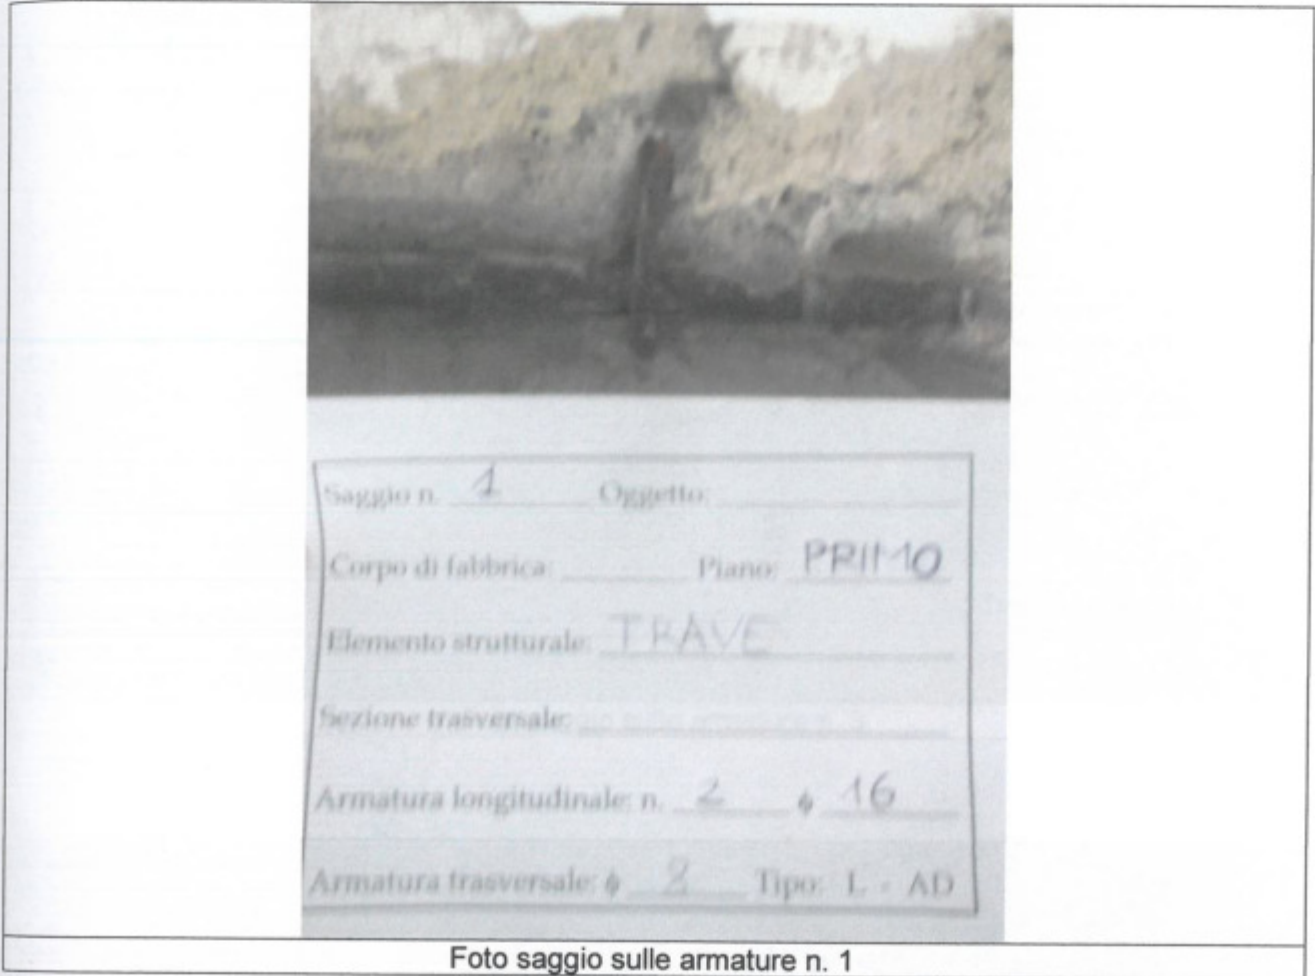 Saggio n. 1 Oggetto:
Corpo di fabbrica: Piano: PRIMO
Elemento strutturale: TRAVE
Sezione trasversale:
Armatura longitudinale: n. 2 ϕ 16
Armatura trasversale: ϕ 8 Tipo: L - AD
Foto saggio sulle armature n. 1